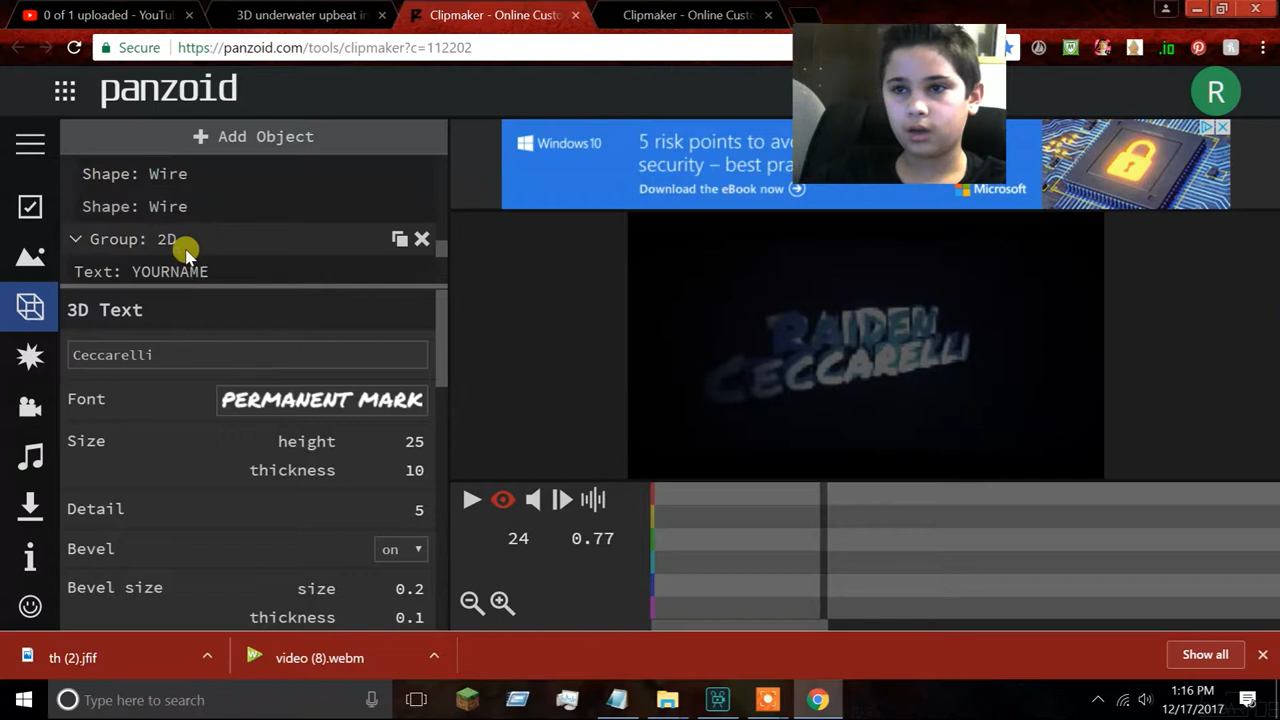 0 of 1 uploaded - YouTu
3D underwater upbeat in
Clipmaker - Online Custo
Clipmaker - Online Custo
Secure
https://panzoid.com/tools/clipmaker?c=112202
.io
panzoid
R
+ Add Object
Shape: Wire
Shape: Wire
Group: 2D
Text: YOURNAME
3D Text
Ceccarelli
Font
PERMANENT MARK
Size
height
25
thickness
10
Detail
5
Bevel
on
Bevel size
size
0.2
thickness
0.1
Windows 10
5 risk points to avo
security – best pra
Download the eBook now
Microsoft
RAIDEN
CECCARELLI
24
0.77
th (2).jfif
video (8).webm
Show all
Type here to search
1:16 PM
12/17/2017